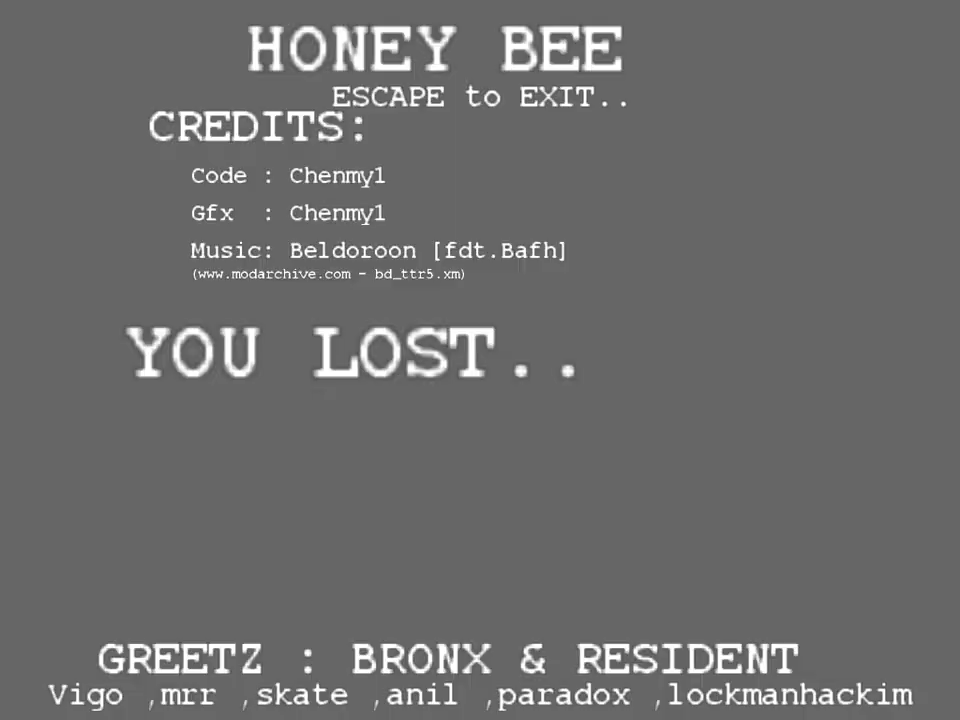 HONEY BEE
ESCAPE to EXIT..
CREDITS:
Code : Chenmy1
Gfx  : Chenmy1
Music: Beldoroon [fdt.Bafh]
(www.modarchive.com - bd_ttr5.xm)
YOU LOST..
GREETZ : BRONX & RESIDENT
Vigo ,mrr ,skate ,anil ,paradox ,lockmanhackim